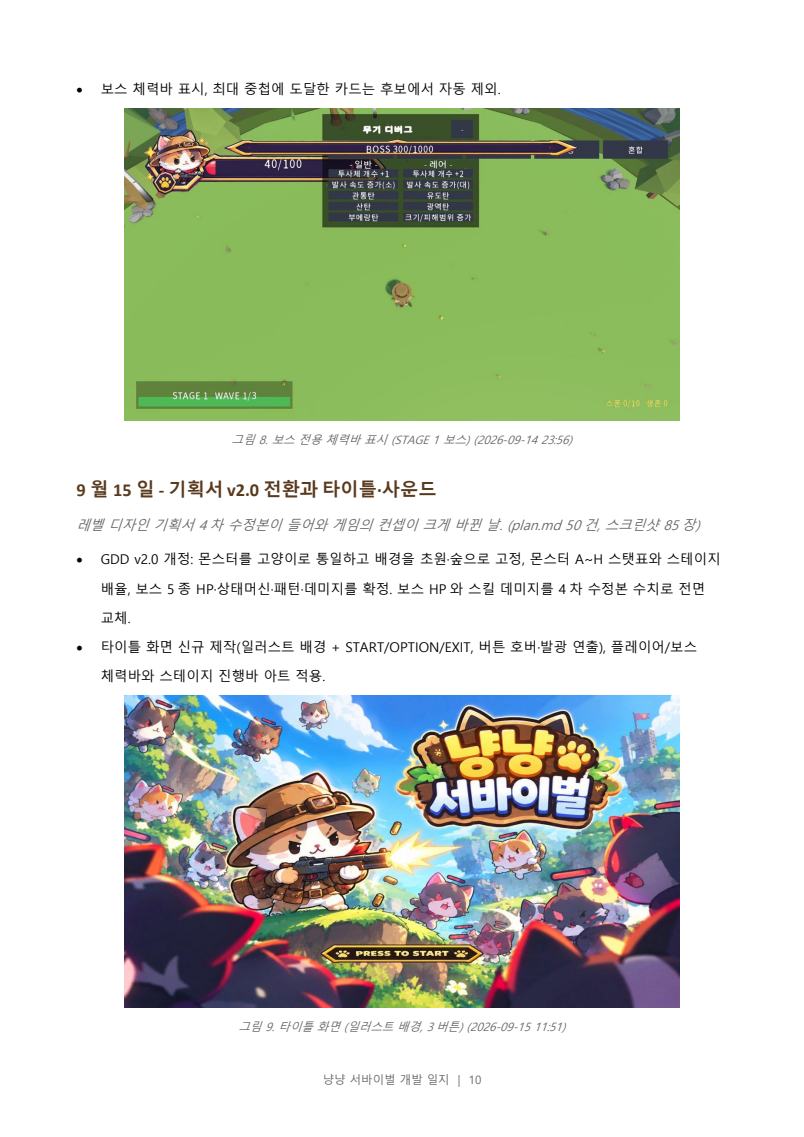 • 보스 체력바 표시, 최대 중첩에 도달한 카드는 후보에서 자동 제외.
무기 디버그
-
BOSS 300/1000
혼합
40/100
- 일반 -
- 레어 -
투사체 개수 +1
투사체 개수 +2
발사 속도 증가(소)
발사 속도 증가(대)
관통탄
유도탄
산탄
광역탄
부메랑탄
크기/피해범위 증가
STAGE 1 WAVE 1/3
스폰 0/10 생존 0
그림 8. 보스 전용 체력바 표시 (STAGE 1 보스) (2026-09-14 23:56)
9 월 15 일 - 기획서 v2.0 전환과 타이틀·사운드
레벨 디자인 기획서 4 차 수정본이 들어와 게임의 컨셉이 크게 바뀐 날. (plan.md 50 건, 스크린샷 85 장)
• GDD v2.0 개정: 몬스터를 고양이로 통일하고 배경을 초원·숲으로 고정, 몬스터 A~H 스탯표와 스테이지
배율, 보스 5 종 HP·상태머신·패턴·데미지를 확정. 보스 HP 와 스킬 데미지를 4 차 수정본 수치로 전면
교체.
• 타이틀 화면 신규 제작(일러스트 배경 + START/OPTION/EXIT, 버튼 호버·발광 연출), 플레이어/보스
체력바와 스테이지 진행바 아트 적용.
냥냥
서바이벌
PRESS TO START
그림 9. 타이틀 화면 (일러스트 배경, 3 버튼) (2026-09-15 11:51)
냥냥 서바이벌 개발 일지 | 10